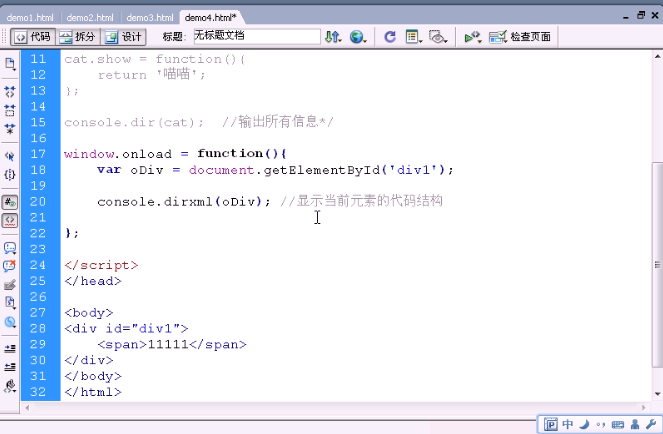 demo1.html demo2.html demo3.html demo4.html*
代码 拆分 设计 标题: 无标题文档 检查页面
11 cat.show = function(){
12 return '喵喵';
13 };
14
15 console.dir(cat); //输出所有信息*/
16
17 window.onload = function(){
18 var oDiv = document.getElementById('div1');
19
20 console.dirxml(oDiv); //显示当前元素的代码结构
21
22 };
23
24 </script>
25 </head>
26
27 <body>
28 <div id="div1">
29 <span>11111</span>
30 </div>
31 </body>
32 </html>
中